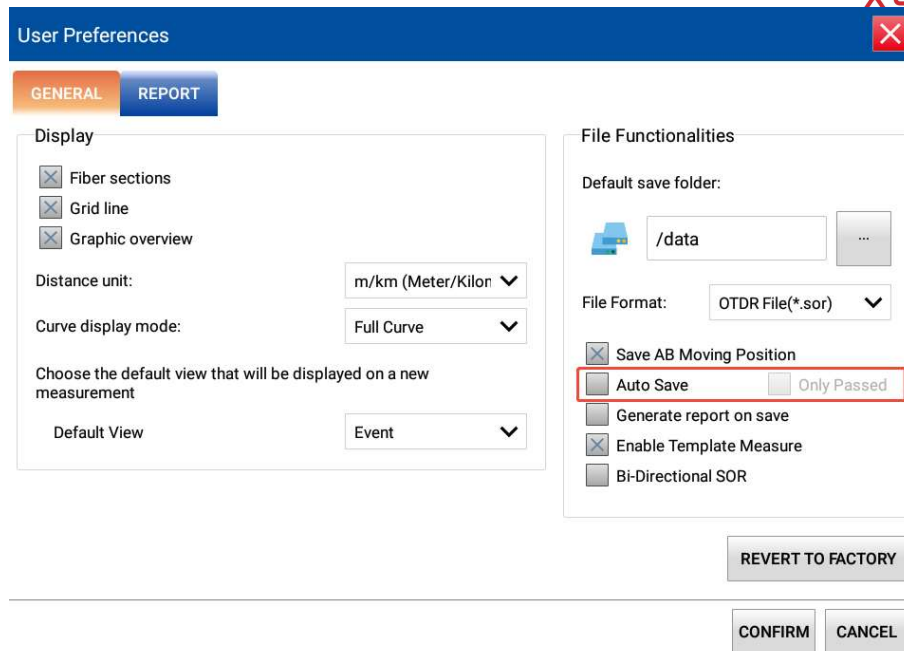 User Preferences
GENERAL
REPORT
Display
Fiber sections
Grid line
Graphic overview
Distance unit:
m/km (Meter/Kilon
Curve display mode:
Full Curve
Choose the default view that will be displayed on a new
measurement
Default View
Event
File Functionalities
Default save folder:
/data
...
File Format:
OTDR File(*.sor)
Save AB Moving Position
Auto Save
Only Passed
Generate report on save
Enable Template Measure
Bi-Directional SOR
REVERT TO FACTORY
CONFIRM
CANCEL